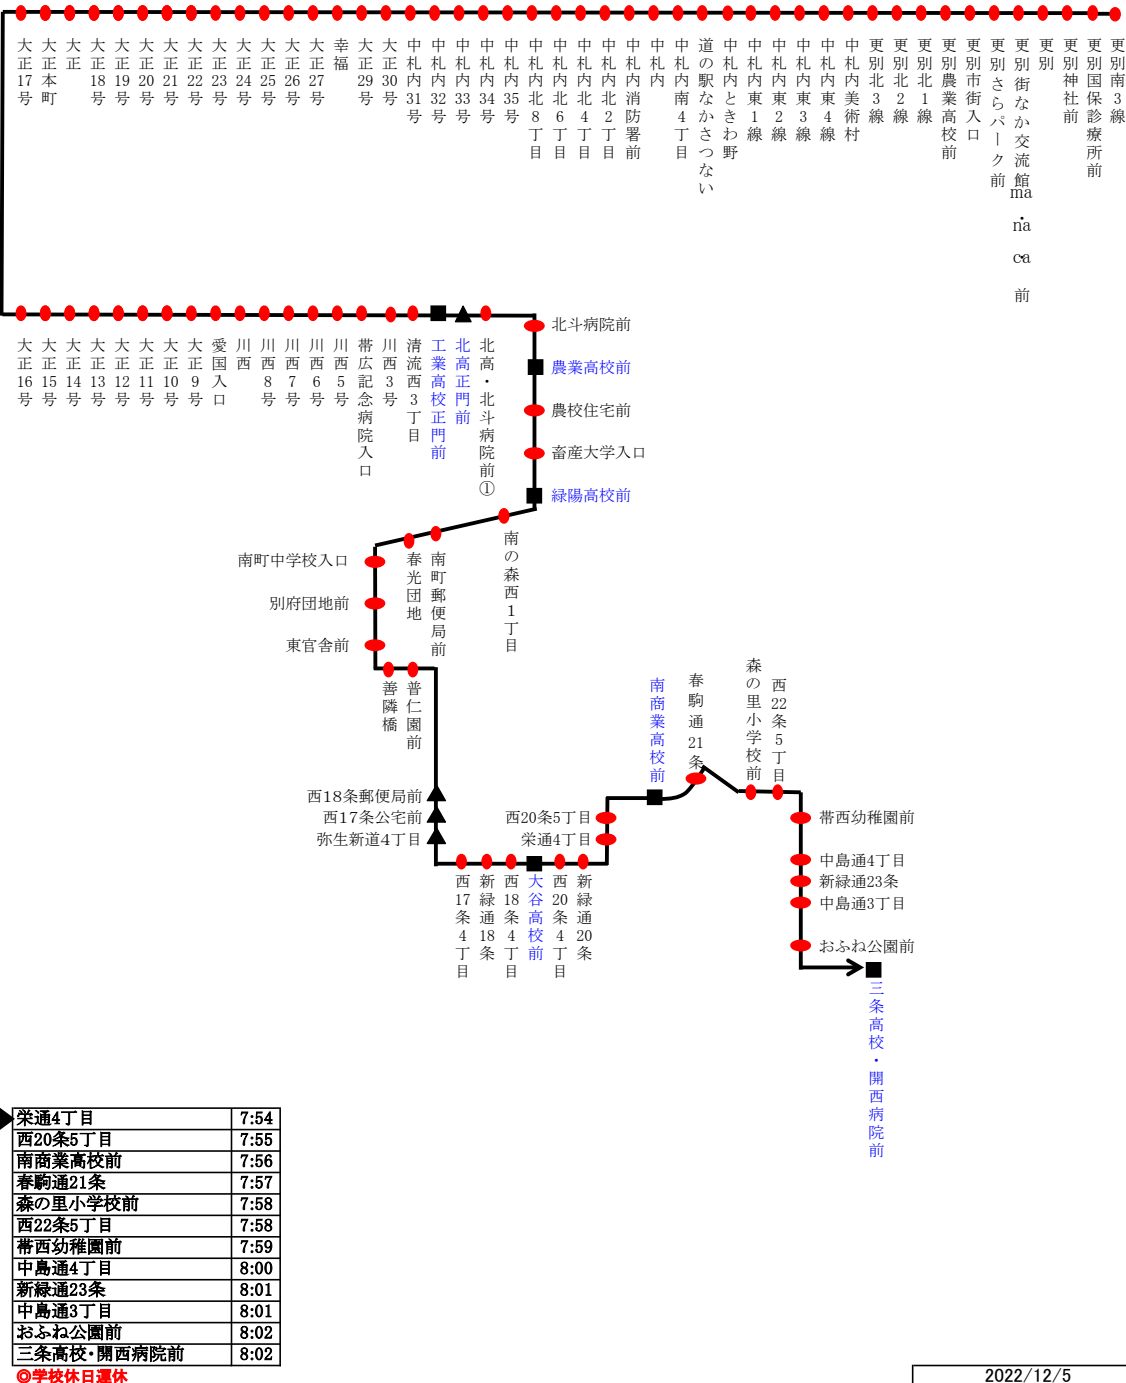 大正17号
大正本町
大正
大正18号
大正19号
大正20号
大正21号
大正22号
大正23号
大正24号
大正25号
大正26号
大正27号
幸福
大正29号
大正30号
中札内31号
中札内32号
中札内33号
中札内34号
中札内35号
中札内北8丁目
中札内北6丁目
中札内北4丁目
中札内北2丁目
中札内消防署前
中札内
中札内南4丁目
道の駅なかさつない
中札内ときわ野
中札内東1線
中札内東2線
中札内東3線
中札内東4線
中札内美術村
更別北3線
更別北2線
更別北1線
更別農業高校前
更別市街入口
更別さらパーク前
更別街なか交流館ma・na・ca前
更別
更別神社前
更別国保診療所前
更別南3線
大正16号
大正15号
大正14号
大正13号
大正12号
大正11号
大正10号
大正9号
愛国入口
川西
川西8号
川西7号
川西6号
川西5号
帯広記念病院入口
川西3号
清流西3丁目
工業高校正門前
北高正門前
北高・北斗病院前①
北斗病院前
農業高校前
農校住宅前
畜産大学入口
緑陽高校前
南の森西1丁目
南町郵便局前
春光団地
南町中学校入口
別府団地前
東官舎前
善隣橋
普仁園前
西18条郵便局前
西17条公宅前
弥生新道4丁目
西17条4丁目
新緑通18条
西18条4丁目
大谷高校前
西20条4丁目
新緑通20条
西20条5丁目
栄通4丁目
南商業高校前
春駒通21条
森の里小学校前
西22条5丁目
帯西幼稚園前
中島通4丁目
新緑通23条
中島通3丁目
おふね公園前
三条高校・開西病院前
栄通4丁目 7:54
西20条5丁目 7:55
南商業高校前 7:56
春駒通21条 7:57
森の里小学校前 7:58
西22条5丁目 7:58
帯西幼稚園前 7:59
中島通4丁目 8:00
新緑通23条 8:01
中島通3丁目 8:01
おふね公園前 8:02
三条高校・開西病院前 8:02
◎学校休日運休
2022/12/5